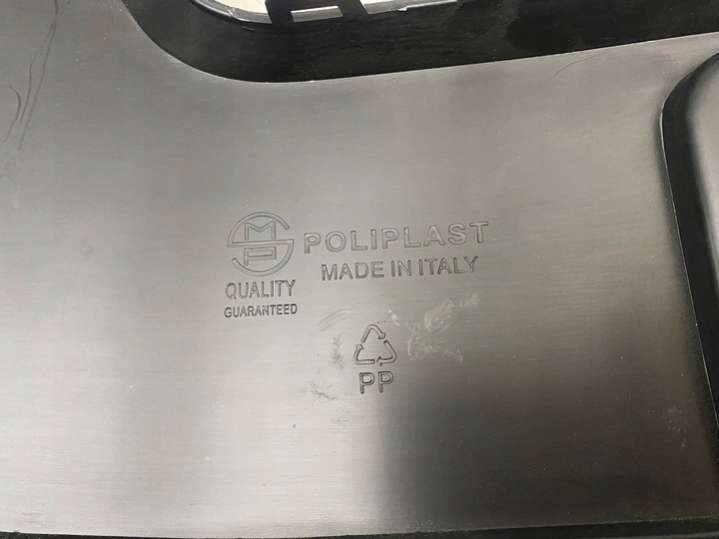 POLiPLAST
MADE IN ITALY
QUALITY
GUARANTEED
PP